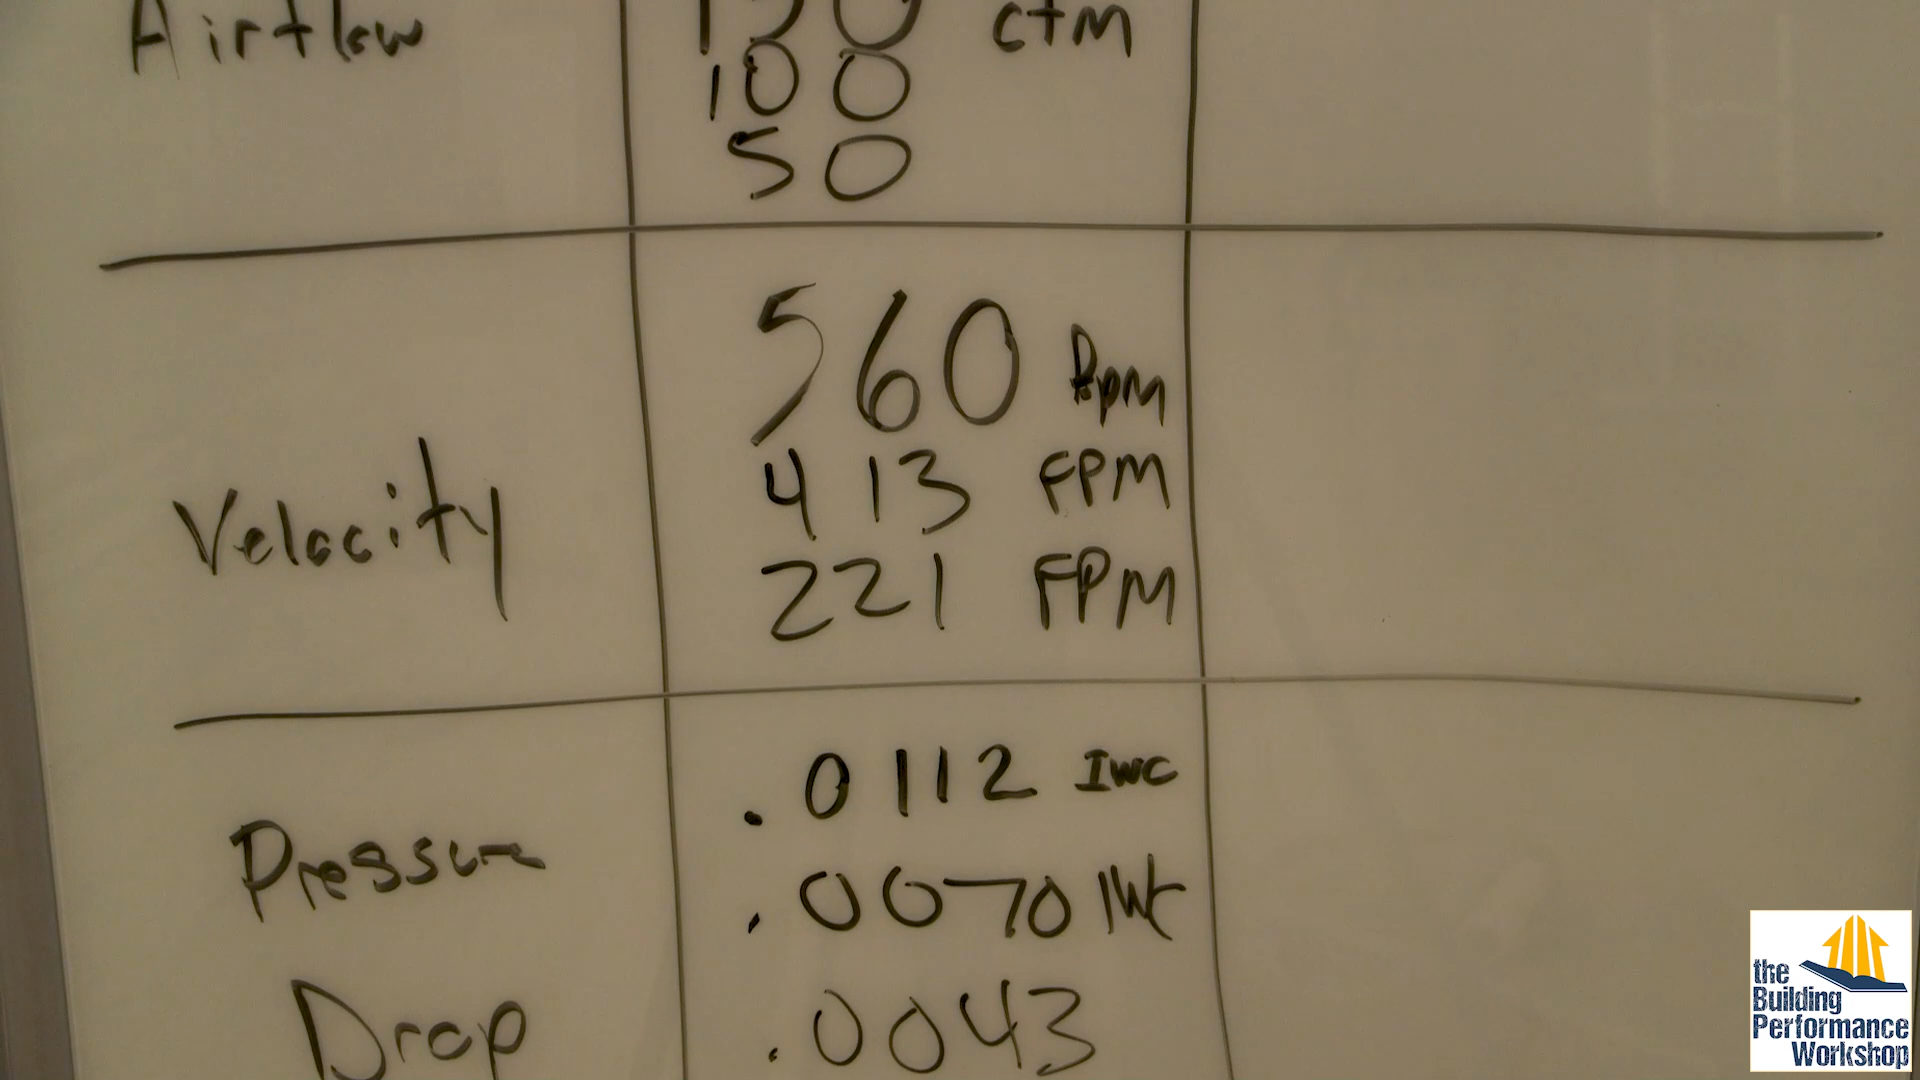 Airflow 150 cfm
100
50
560 fpm
Velocity 413 FPM
221 FPM
.0112 IWC
Pressure .0070 IWC
Drop .0043
the
Building
Performance
Workshop